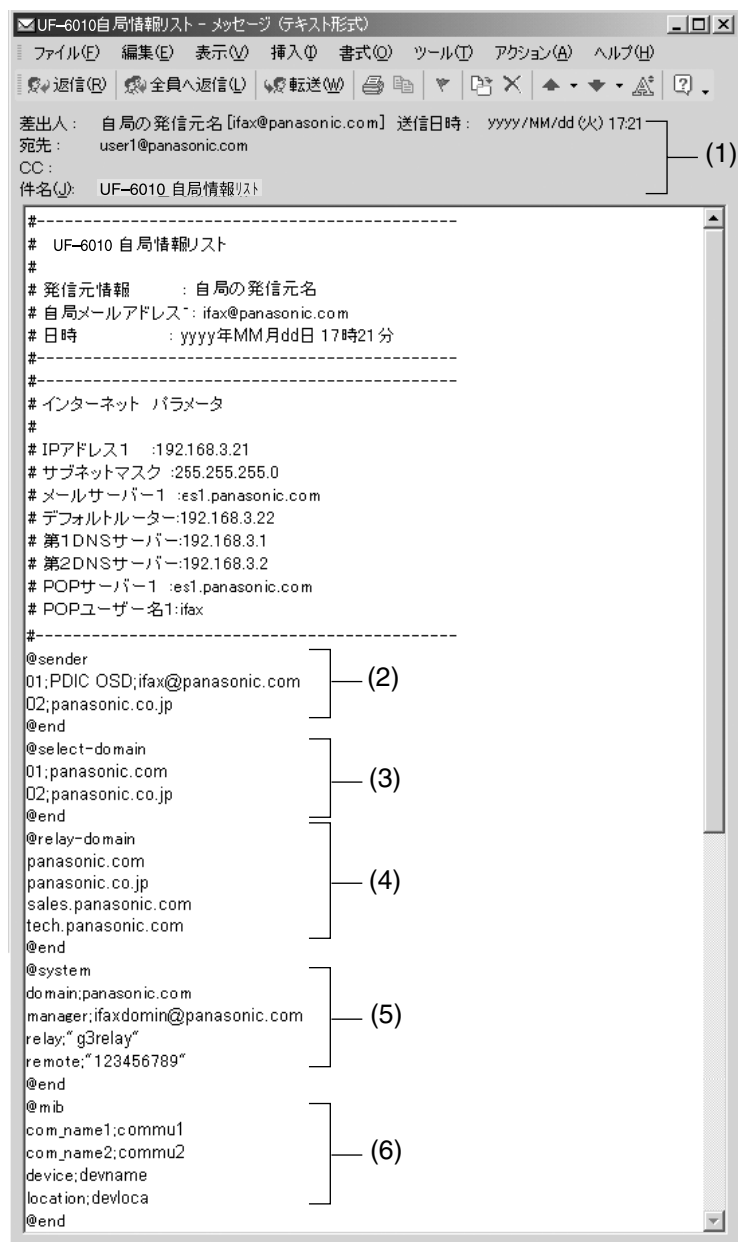 UF-6010自局情報リスト - メッセージ (テキスト形式)
ファイル(F) 編集(E) 表示(V) 挿入(I) 書式(O) ツール(T) アクション(A) ヘルプ(H)
返信(R) 全員へ返信(L) 転送(W)
差出人: 自局の発信元名 [ifax@panasonic.com] 送信日時: yyyy/MM/dd (火) 17:21
宛先: user1@panasonic.com
(1)
CC:
件名(J): UF-6010_自局情報リスト
#---------------------------------------------
# UF-6010 自局情報リスト
#
# 発信元情報 : 自局の発信元名
# 自局メールアドレス : ifax@panasonic.com
# 日時 : yyyy年MM月dd日 17時21分
#---------------------------------------------
#---------------------------------------------
# インターネット パラメータ
#
# IPアドレス1 :192.168.3.21
# サブネットマスク :255.255.255.0
# メールサーバー1 :es1.panasonic.com
# デフォルトルーター:192.168.3.22
# 第1DNSサーバー:192.168.3.1
# 第2DNSサーバー:192.168.3.2
# POPサーバー1 :es1.panasonic.com
# POPユーザー名1:ifax
#---------------------------------------------
@sender
01;PDIC OSD;ifax@panasonic.com (2)
02;panasonic.co.jp
@end
@select-domain
01;panasonic.com (3)
02;panasonic.co.jp
@end
@relay-domain
panasonic.com
panasonic.co.jp (4)
sales.panasonic.com
tech.panasonic.com
@end
@system
domain;panasonic.com
manager;ifaxdomin@panasonic.com (5)
relay;"g3relay"
remote;"123456789"
@end
@mib
com_name1;commu1
com_name2;commu2 (6)
device;devname
location;devloca
@end